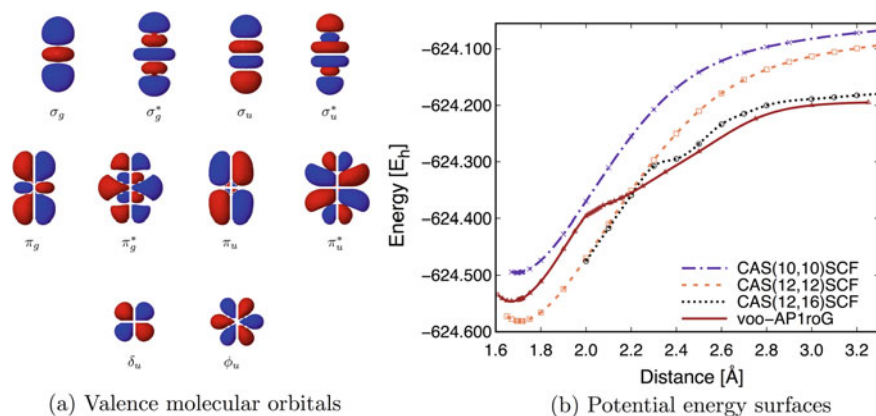 σg σg* σu σu*
πg πg* πu πu*
δu ϕu
(a) Valence molecular orbitals
Energy [Eh]
-624.100
-624.200
-624.300
-624.400
-624.500
-624.600
CAS(10,10)SCF
CAS(12,12)SCF
CAS(12,16)SCF
voo-AP1roG
1.6 1.8 2.0 2.2 2.4 2.6 2.8 3.0 3.2
Distance [Å]
(b) Potential energy surfaces